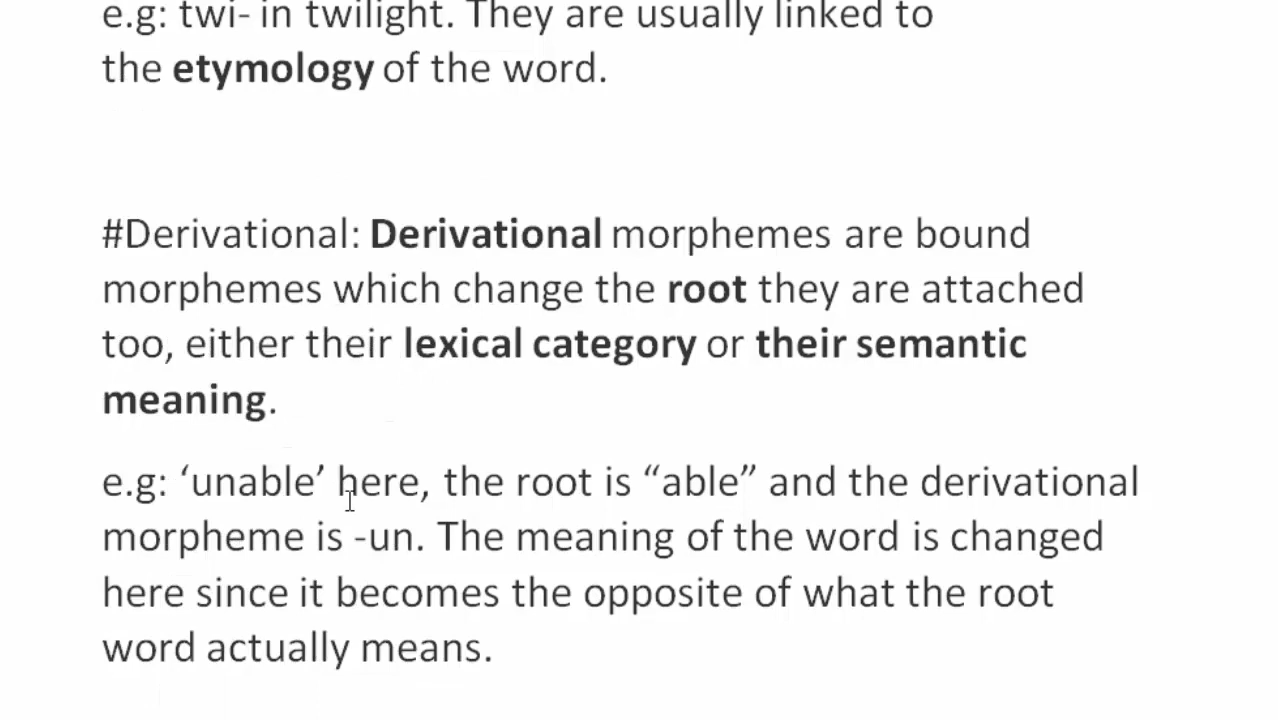 e.g: twi- in twilight. They are usually linked to
the etymology of the word.
#Derivational: Derivational morphemes are bound
morphemes which change the root they are attached
too, either their lexical category or their semantic
meaning.
e.g: ‘unable’ here, the root is “able” and the derivational
morpheme is -un. The meaning of the word is changed
here since it becomes the opposite of what the root
word actually means.